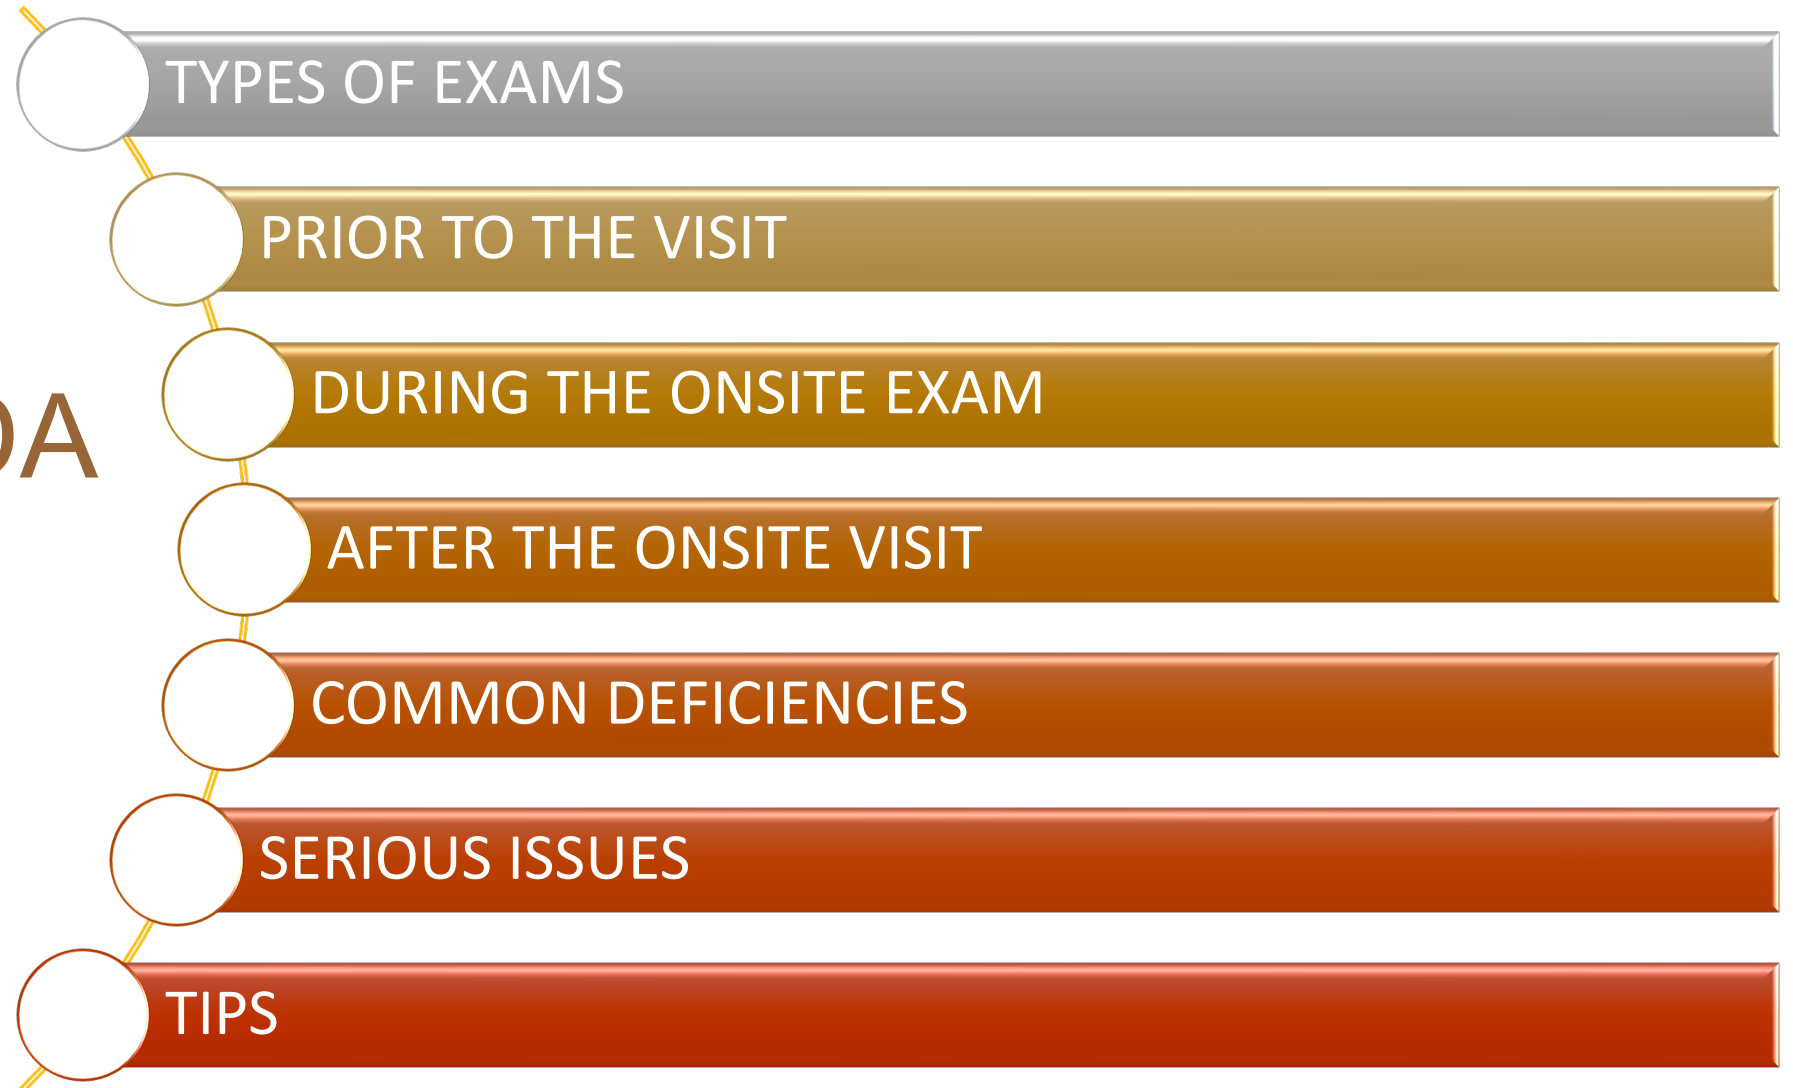 TYPES OF EXAMS
PRIOR TO THE VISIT
DURING THE ONSITE EXAM
DA
AFTER THE ONSITE VISIT
COMMON DEFICIENCIES
SERIOUS ISSUES
TIPS